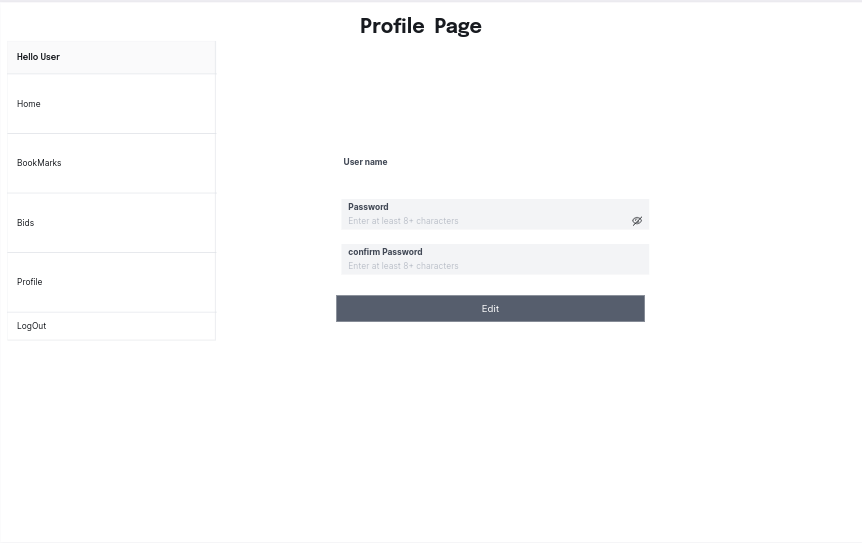 Profile Page
Hello User
Home
BookMarks
Bids
Profile
LogOut
User name
Password
Enter at least 8+ characters
confirm Password
Enter at least 8+ characters
Edit